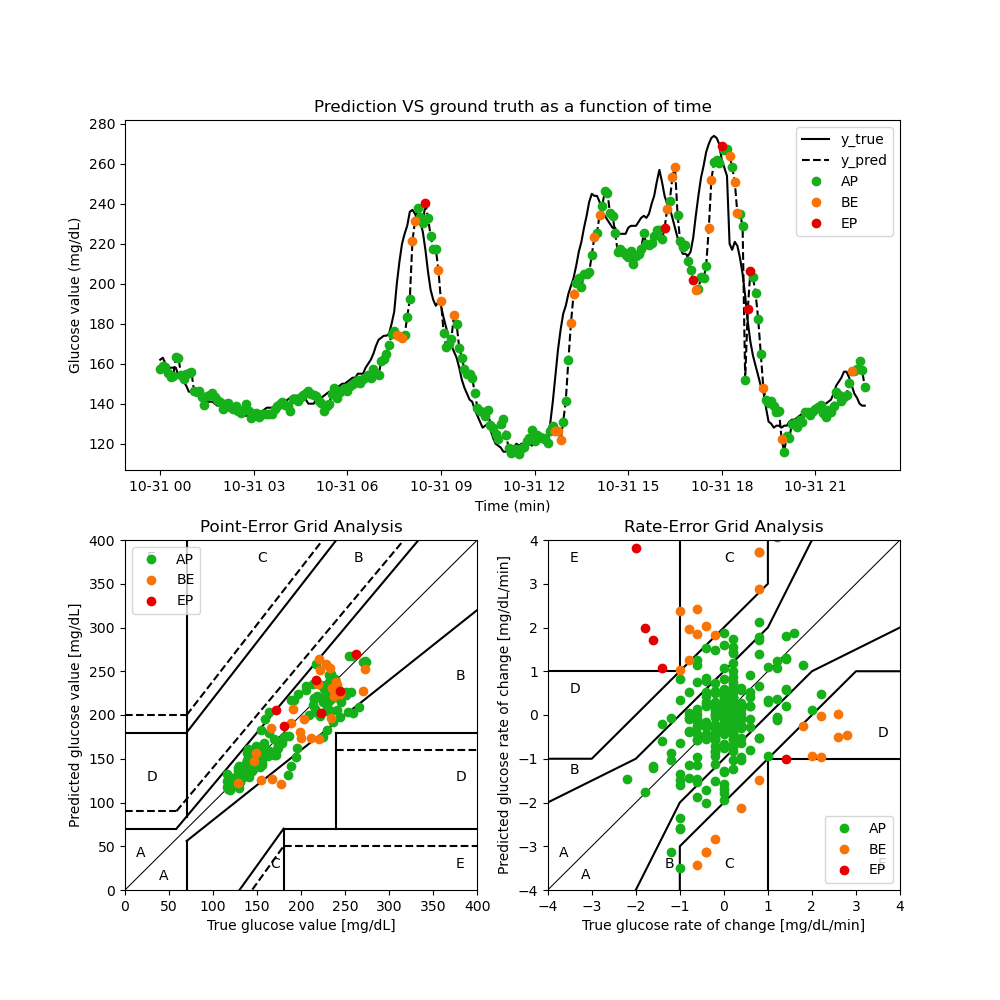 Prediction VS ground truth as a function of time
Glucose value (mg/dL)
280
260
240
220
200
180
160
140
120
y_true
y_pred
AP
BE
EP
10-31 00 10-31 03 10-31 06 10-31 09 10-31 12 10-31 15 10-31 18 10-31 21
Time (min)
Point-Error Grid Analysis
Predicted glucose value [mg/dL]
400
350
300
250
200
150
100
50
0
AP
BE
EP
E
C
B
B
D
D
A
A
C
E
0 50 100 150 200 250 300 350 400
True glucose value [mg/dL]
Rate-Error Grid Analysis
Predicted glucose rate of change [mg/dL/min]
4
3
2
1
0
−1
−2
−3
−4
E
C
D
D
B
A
A
B
C
E
AP
BE
EP
−4 −3 −2 −1 0 1 2 3 4
True glucose rate of change [mg/dL/min]